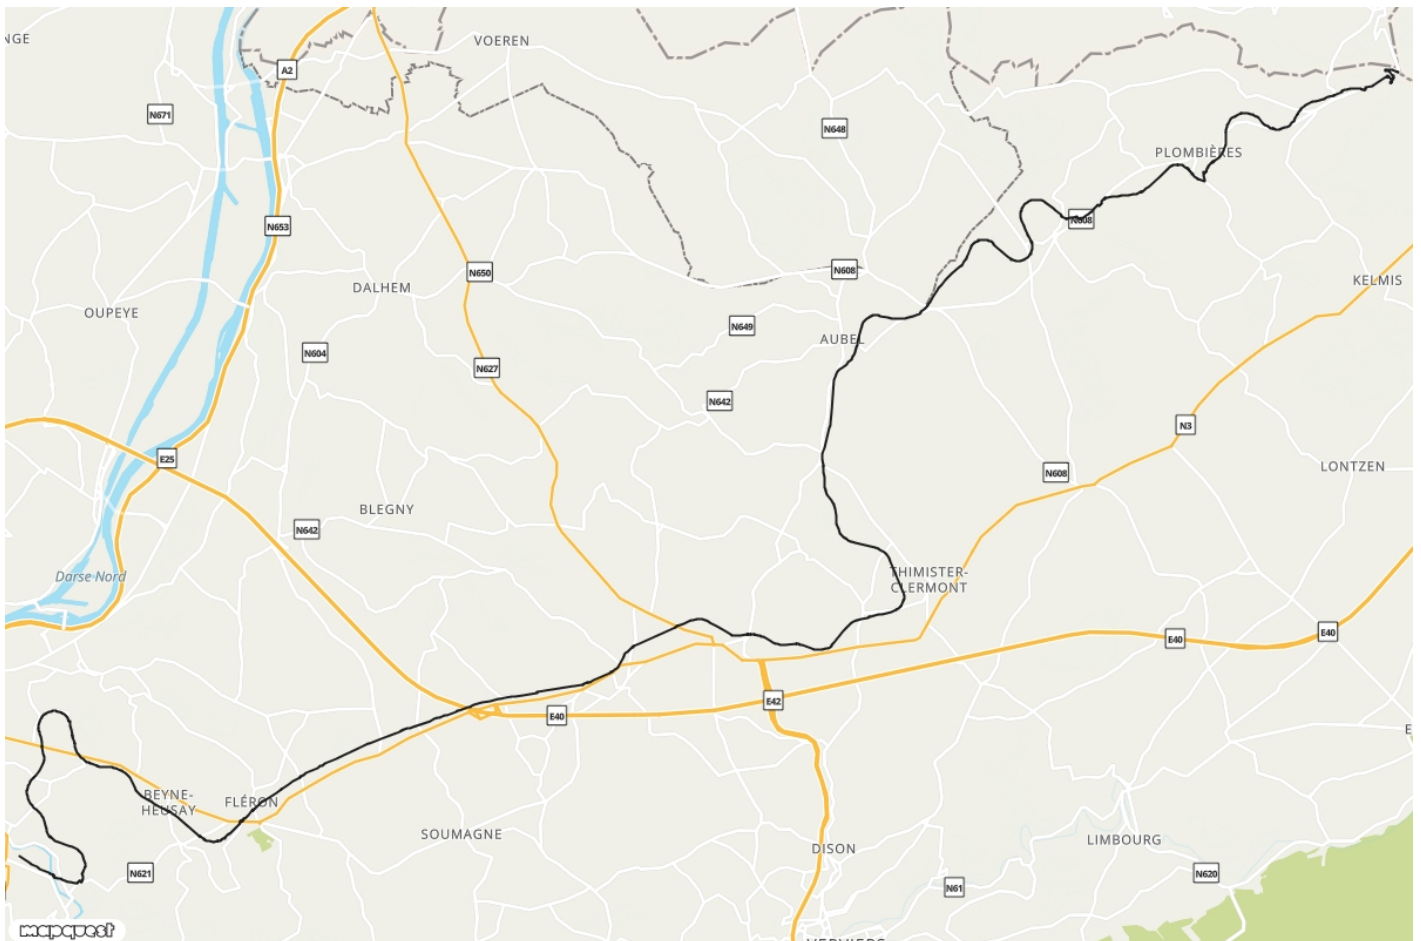 NGE
VOEREN
A2
N671
N648
PLOMBIÈRES
N608
N653
N650
N608
DALHEM
KELMIS
OUPEYE
N649
AUBEL
N604
N627
N642
N3
E25
N608
LONTZEN
BLEGNY
N642
Darse Nord
THIMISTER-
CLERMONT
E40
E40
E42
E40
E
BEYNE-
HEUSAY
FLÉRON
SOUMAGNE
LIMBOURG
DISON
N621
N620
N61
mapquest
VERVIERS